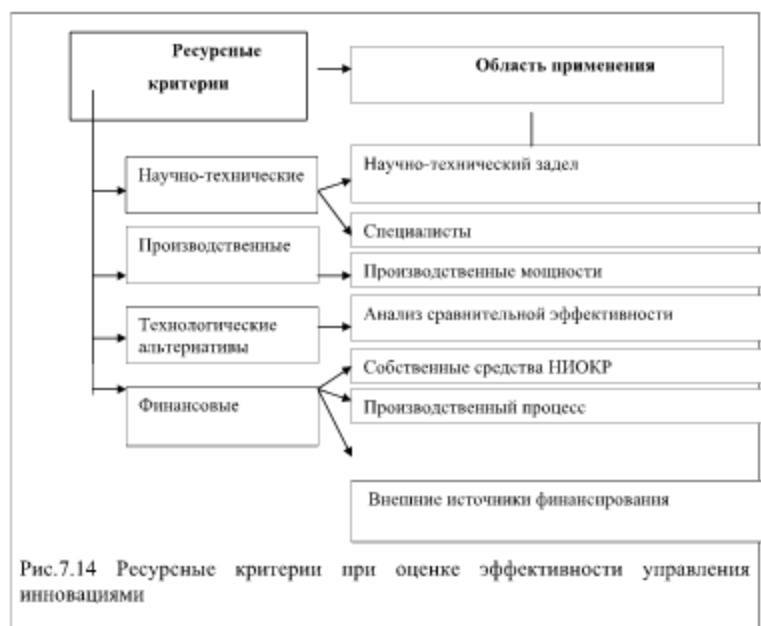 Ресурсные
критерии
Область применения
Научно-технические
Научно-технический задел
Специалисты
Производственные
Производственные мощности
Технологические
альтернативы
Анализ сравнительной эффективности
Финансовые
Собственные средства НИОКР
Производственный процесс
Внешние источники финансирования
Рис.7.14 Ресурсные критерии при оценке эффективности управления
инновациями